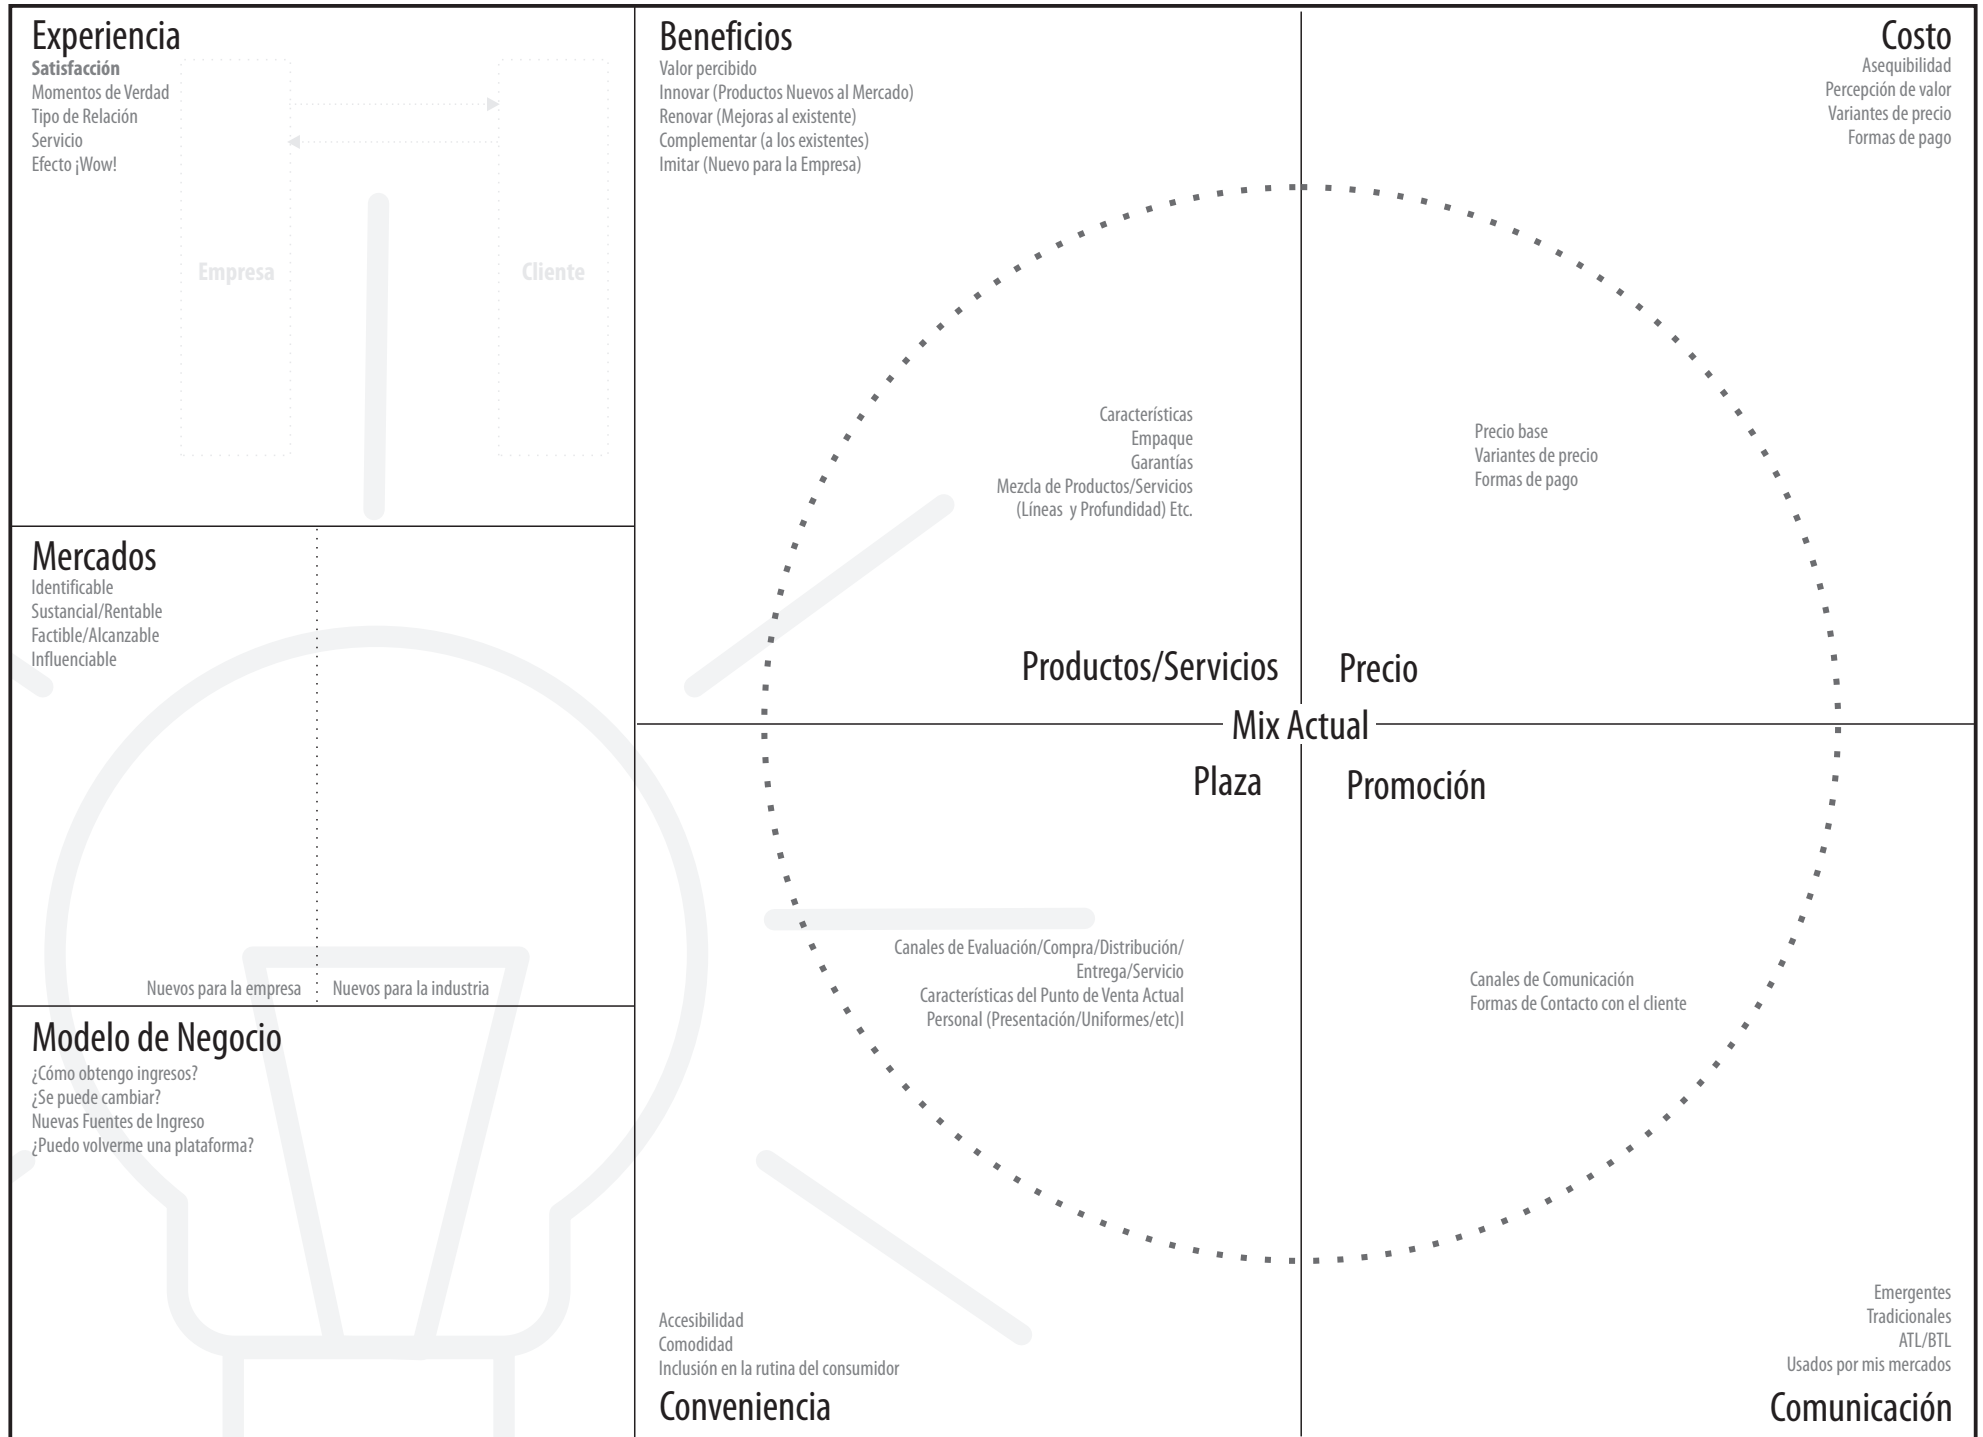 Experiencia
Satisfacción
Momentos de Verdad
Tipo de Relación
Servicio
Efecto ¡Wow!
Empresa
Cliente
Mercados
Identificable
Sustancial/Rentable
Factible/Alcanzable
Influenciable
Nuevos para la empresa
Nuevos para la industria
Modelo de Negocio
¿Cómo obtengo ingresos?
¿Se puede cambiar?
Nuevas Fuentes de Ingreso
¿Puedo volverme una plataforma?
Beneficios
Valor percibido
Innovar (Productos Nuevos al Mercado)
Renovar (Mejoras al existente)
Complementar (a los existentes)
Imitar (Nuevo para la Empresa)
Costo
Asequibilidad
Percepción de valor
Variantes de precio
Formas de pago
Características
Empaque
Garantías
Mezcla de Productos/Servicios
(Líneas y Profundidad) Etc.
Precio base
Variantes de precio
Formas de pago
Productos/Servicios
Precio
Mix Actual
Plaza
Promoción
Canales de Evaluación/Compra/Distribución/
Entrega/Servicio
Características del Punto de Venta Actual
Personal (Presentación/Uniformes/etc)l
Canales de Comunicación
Formas de Contacto con el cliente
Accesibilidad
Comodidad
Inclusión en la rutina del consumidor
Conveniencia
Emergentes
Tradicionales
ATL/BTL
Usados por mis mercados
Comunicación